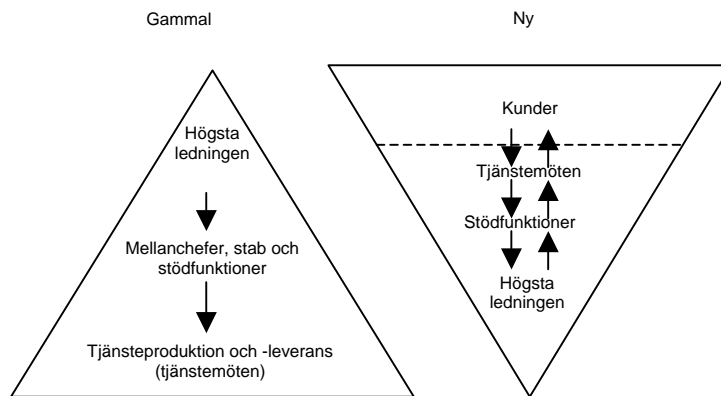 Gammal
Högsta
ledningen
Mellanchefer, stab och
stödfunktioner
Tjänsteproduktion och -leverans
(tjänstemöten)
Ny
Kunder
Tjänstemöten
Stödfunktioner
Högsta
ledningen